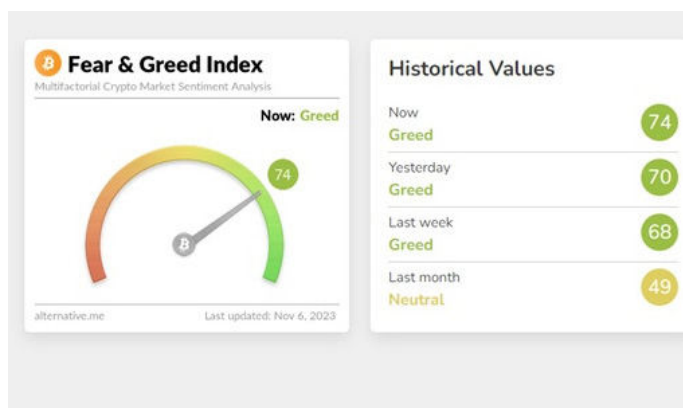 Fear & Greed Index
Multifactorial Crypto Market Sentiment Analysis
Now: Greed
74
alternative.me
Last updated: Nov 6, 2023
Historical Values
Now
Greed
74
Yesterday
Greed
70
Last week
Greed
68
Last month
Neutral
49